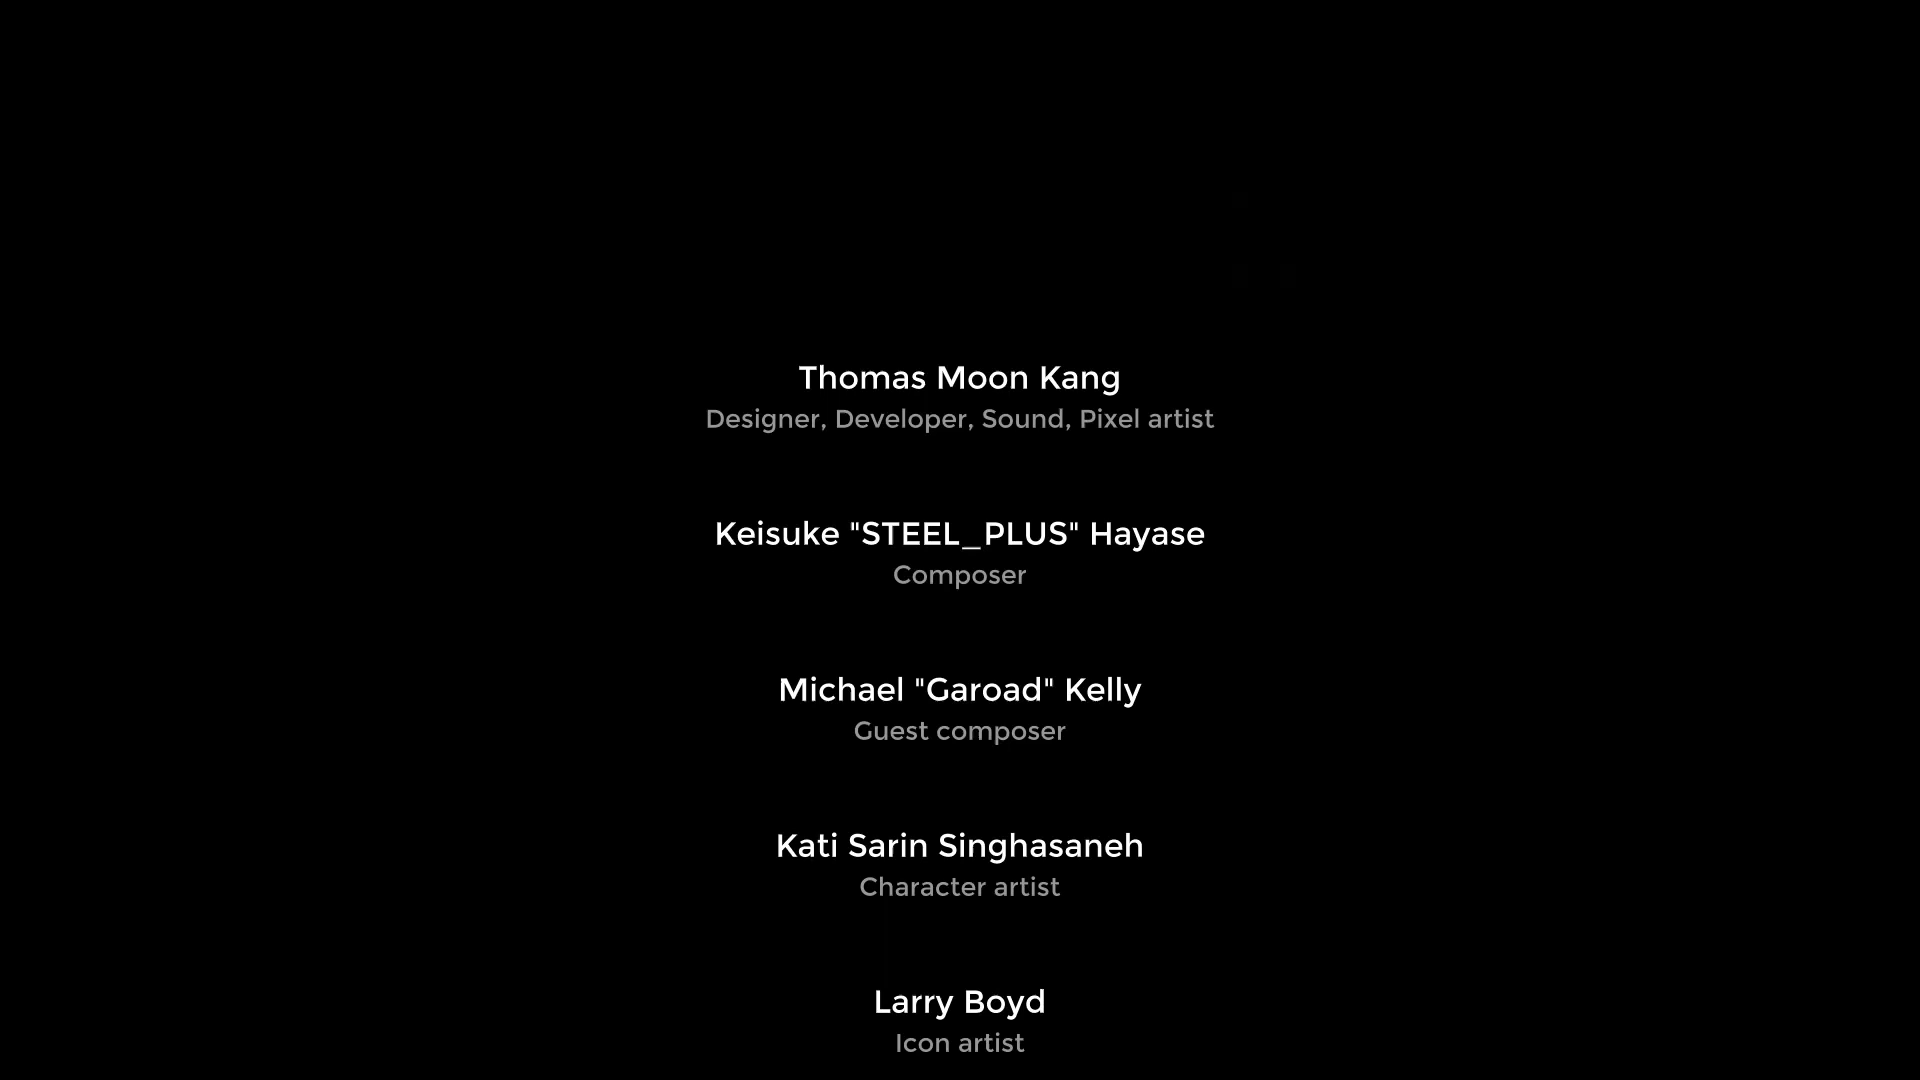 Thomas Moon Kang
Designer, Developer, Sound, Pixel artist
Keisuke "STEEL_PLUS" Hayase
Composer
Michael "Garoad" Kelly
Guest composer
Kati Sarin Singhasaneh
Character artist
Larry Boyd
Icon artist